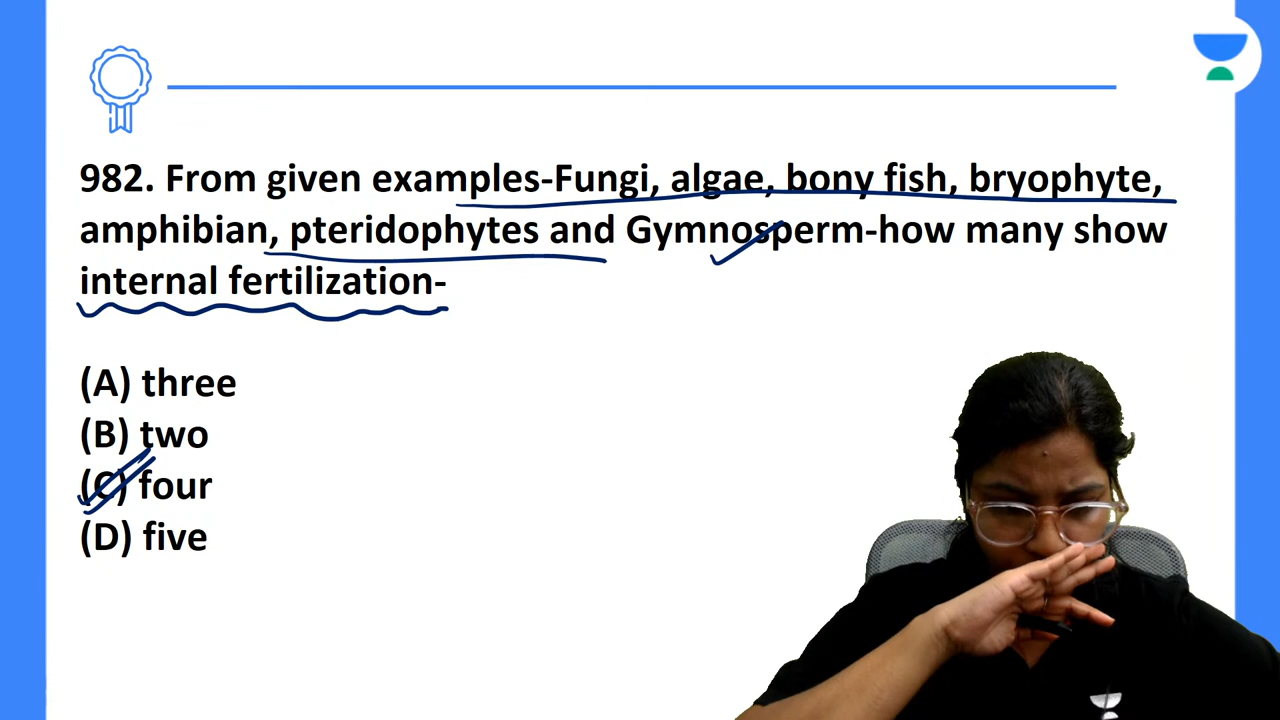 982. From given examples-Fungi, algae, bony fish, bryophyte,
amphibian, pteridophytes and Gymnosperm-how many show
internal fertilization-
(A) three
(B) two
(C) four
(D) five